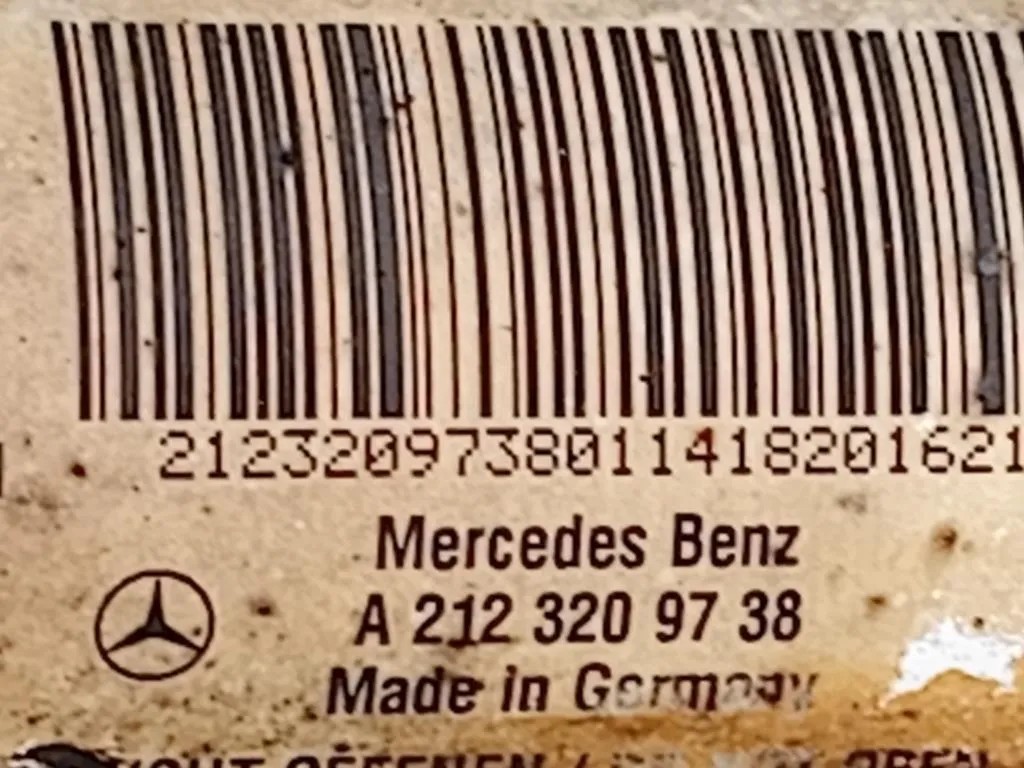 2123209738011418201621
Mercedes Benz
A 212 320 97 38
Made in Germany